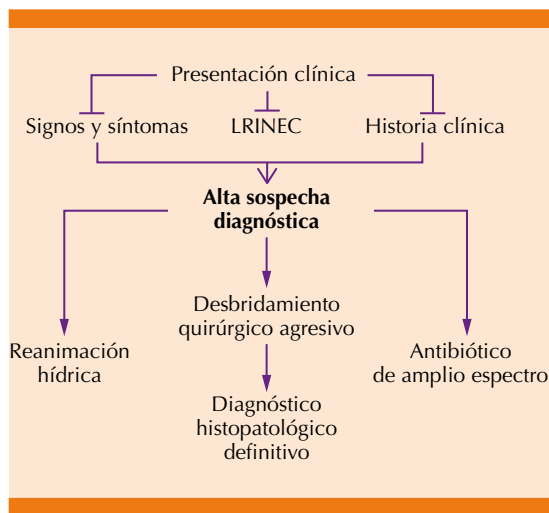 Presentación clínica
Signos y síntomas
LRINEC
Historia clínica
Alta sospecha
diagnóstica
Desbridamiento
quirúrgico agresivo
Reanimación
hídrica
Antibiótico
de amplio espectro
Diagnóstico
histopatológico
definitivo